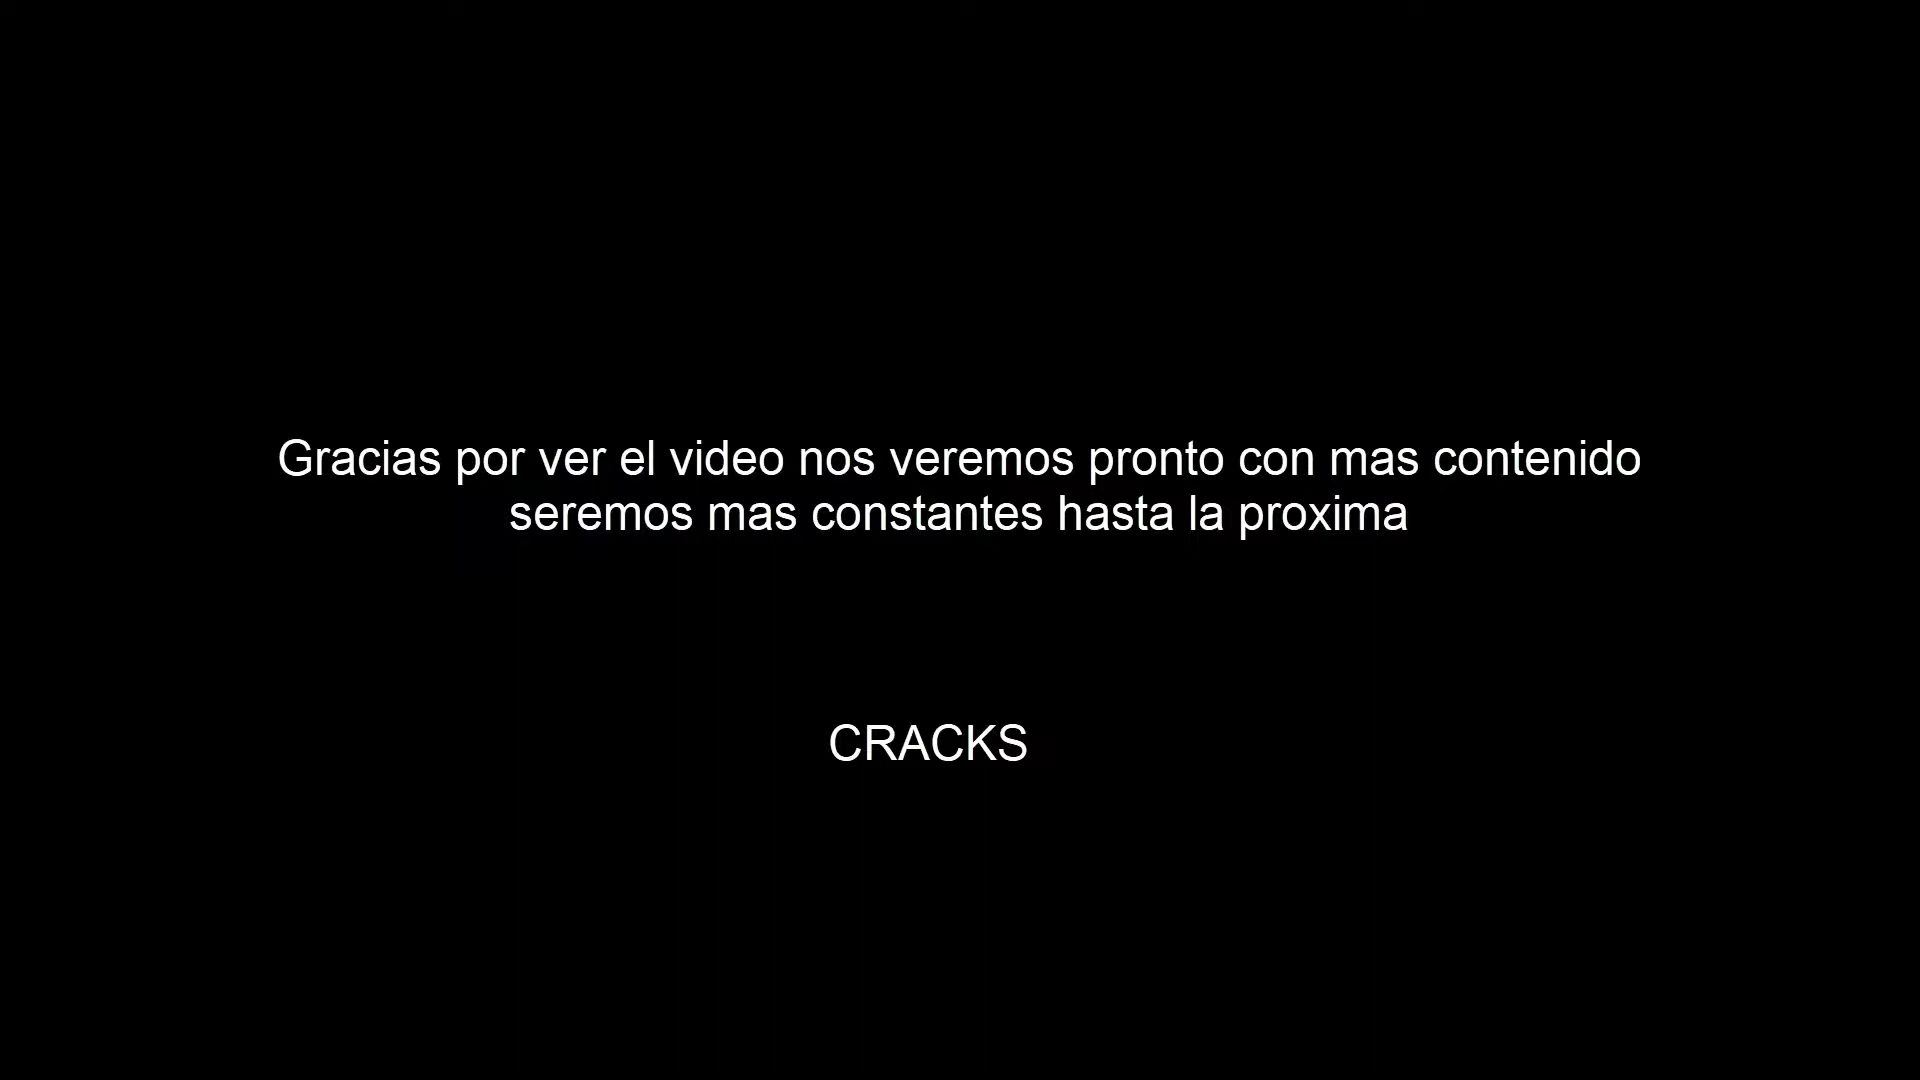 Gracias por ver el video nos veremos pronto con mas contenido
seremos mas constantes hasta la proxima
CRACKS